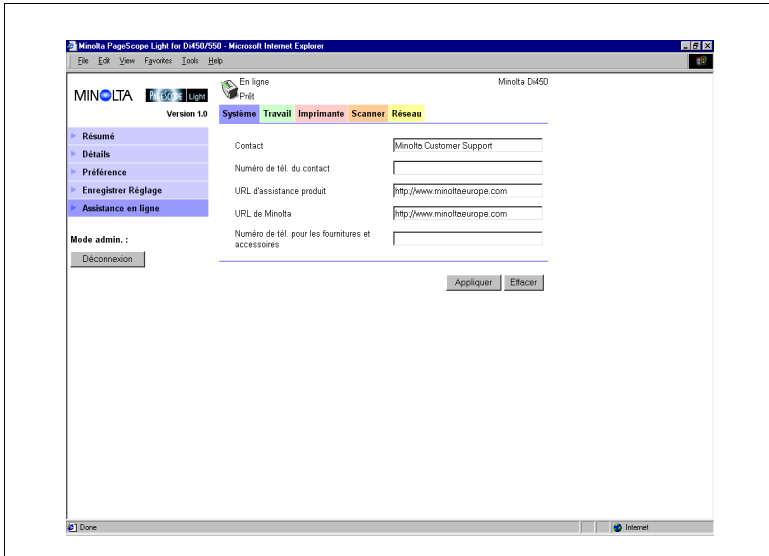 Minolta PageScope Light for Di450/550 - Microsoft Internet Explorer
File Edit View Favorites Tools Help
MINOLTA PAGESCOPE Light
Version 1.0
En ligne
Prêt
Minolta Di450
Système Travail Imprimante Scanner Réseau
Résumé
Détails
Préférence
Enregistrer Réglage
Assistance en ligne
Mode admin. :
Déconnexion
Contact Minolta Customer Support
Numéro de tél. du contact
URL d'assistance produit http://www.minoltaeurope.com
URL de Minolta http://www.minoltaeurope.com
Numéro de tél. pour les fournitures et
accessoires
Appliquer Effacer
Done Internet